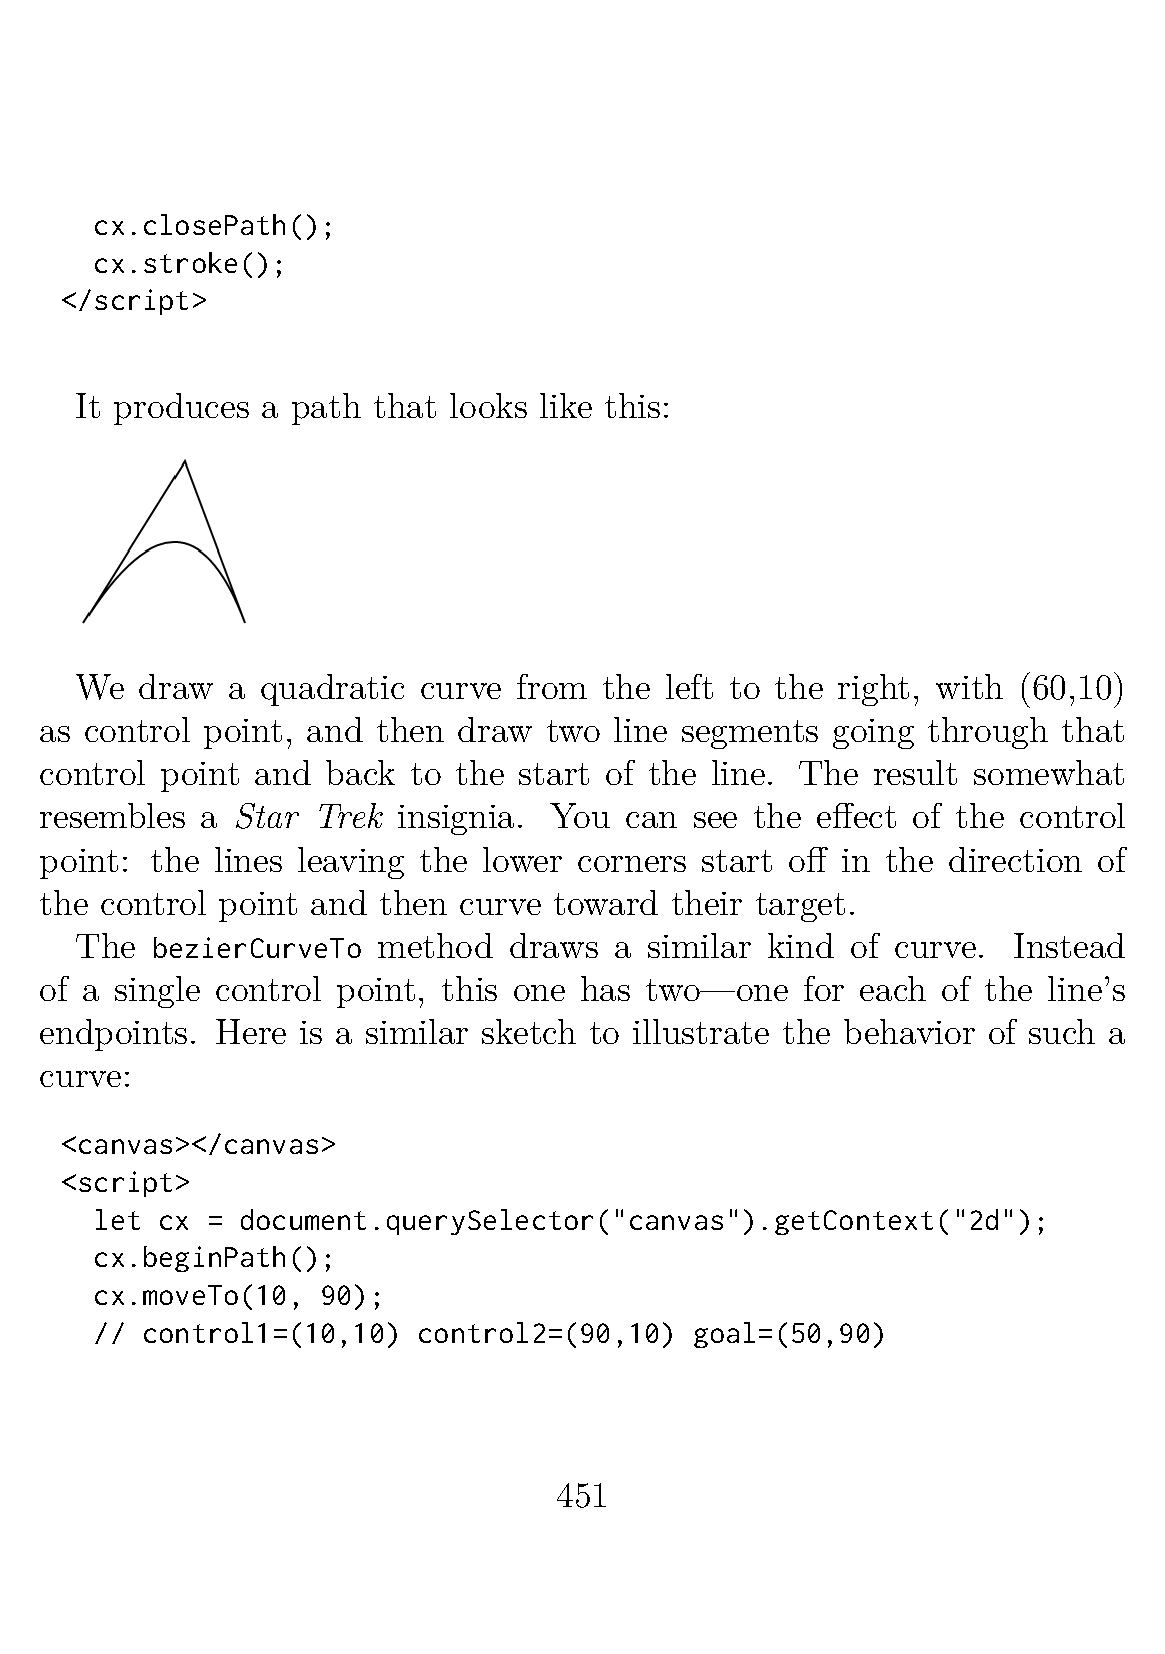 cx.closePath();
cx.stroke();
</script>
It produces a path that looks like this:
We draw a quadratic curve from the left to the right, with (60,10)
as control point, and then draw two line segments going through that
control point and back to the start of the line. The result somewhat
resembles a Star Trek insignia. You can see the effect of the control
point: the lines leaving the lower corners start off in the direction of
the control point and then curve toward their target.
The bezierCurveTo method draws a similar kind of curve. Instead
of a single control point, this one has two—one for each of the line’s
endpoints. Here is a similar sketch to illustrate the behavior of such a
curve:
<canvas></canvas>
<script>
let cx = document.querySelector("canvas").getContext("2d");
cx.beginPath();
cx.moveTo(10, 90);
// control1=(10,10) control2=(90,10) goal=(50,90)
451